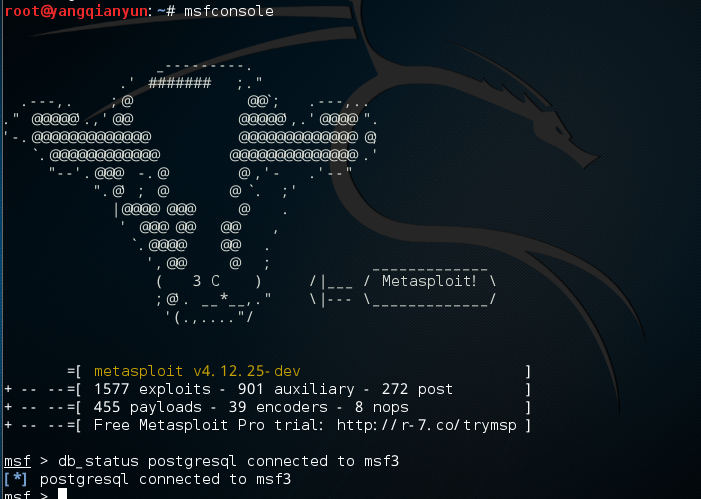 root@yangqianyun:~# msfconsole
_---------.
.' ####### ;."
.---,. ;@ @@`; .---,..
." @@@@@'.,'@@ @@@@@',.'@@@@ ".
'-.@@@@@@@@@@@@@ @@@@@@@@@@@@@ @;
`.@@@@@@@@@@@@ @@@@@@@@@@@@@@ .'
"--'.@@@ -.@ @ ,'- .'--"
".@' ; @ @ `. ;'
|@@@@ @@@ @ .
' @@@ @@ @@ ,
`.@@@@ @@ .
',@@ @ ; _____________
( 3 C ) /|___ / Metasploit! \
;@'. __*__,." \|--- \_____________/
'(.,...."/
=[ metasploit v4.12.25-dev ]
+ -- --=[ 1577 exploits - 901 auxiliary - 272 post ]
+ -- --=[ 455 payloads - 39 encoders - 8 nops ]
+ -- --=[ Free Metasploit Pro trial: http://r-7.co/trymsp ]
msf > db_status postgresql connected to msf3
[*] postgresql connected to msf3
msf >